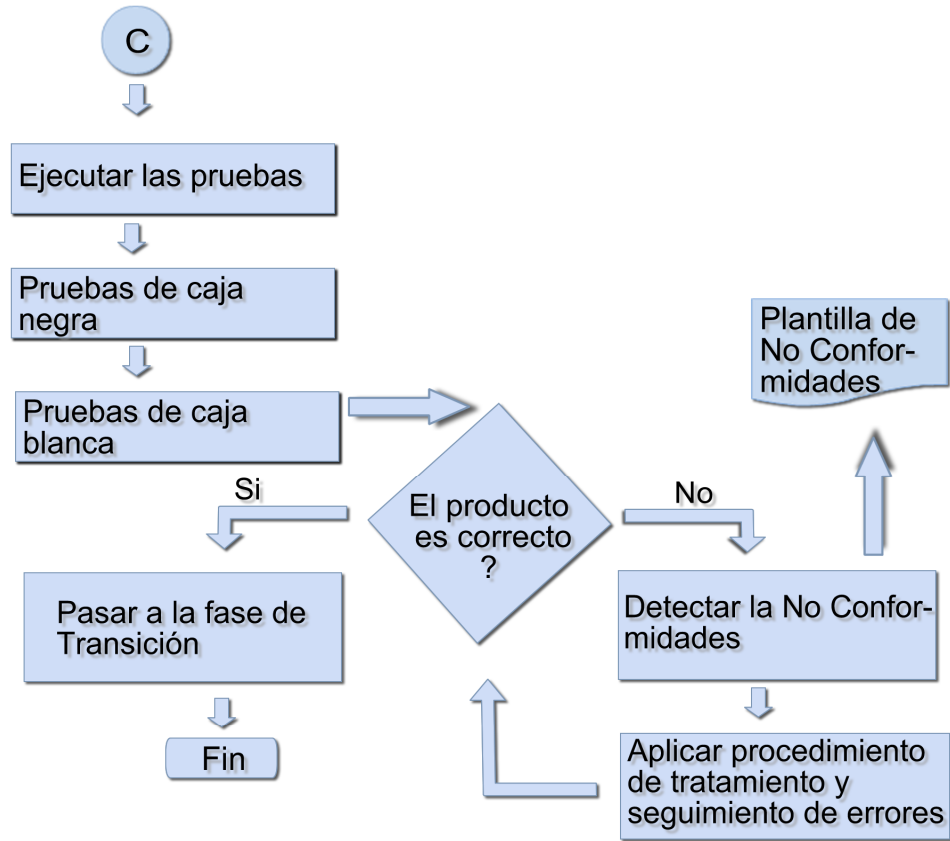 C
Ejecutar las pruebas
Pruebas de caja
negra
Pruebas de caja
blanca
El producto
es correcto
?
Si
Pasar a la fase de
Transición
Fin
No
Detectar la No Confor-
midades
Plantilla de
No Confor-
midades
Aplicar procedimiento
de tratamiento y
seguimiento de errores